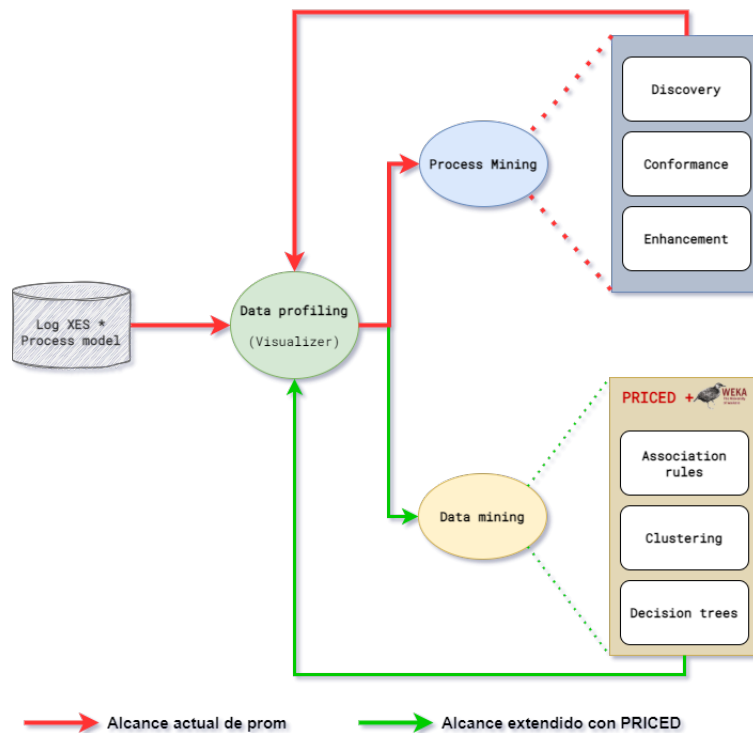 Discovery
Process Mining
Conformance
Enhancement
Log XES *
Process model
Data profiling
(Visualizer)
PRICED +
WEKA
Association
rules
Data mining
Clustering
Decision trees
Alcance actual de prom
Alcance extendido con PRICED